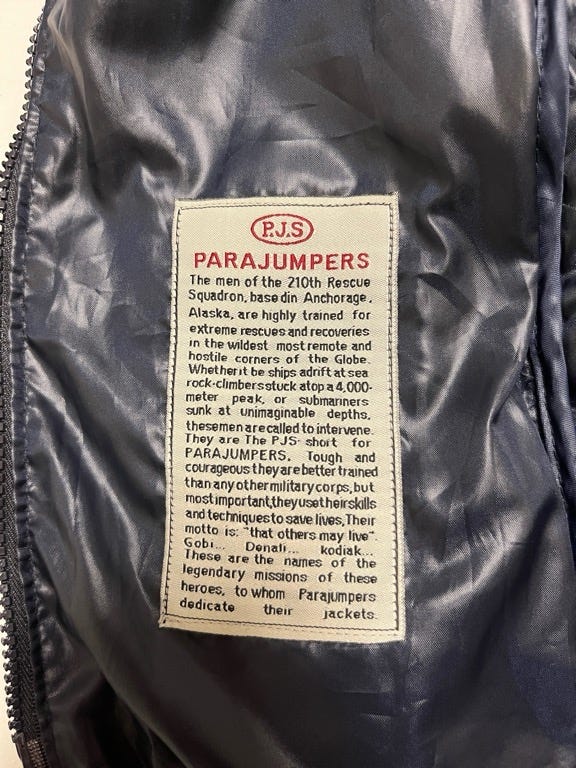 P.J.S
PARAJUMPERS
The men of the 210th Rescue
Squadron, basedin Anchorage,
Alaska, are highly trained for
extreme rescues and recoveries
in the wildest most remote and
hostile corners of the Globe.
Whether it be ships adrift at sea
rock-climbers stuck atop a 4,000-
meter peak, or submariners
sunk at unimaginable depths,
these men are called to intervene.
They are The PJS- short for
PARAJUMPERS. Tough and
courageous they are better trained
than any other military corps, but
most important, they use their skills
and techniques to save lives, Their
motto is: "that others may live".
Gobi... Denali... kodiak...
These are the names of the
legendary missions of these
heroes, to whom Parajumpers
dedicate their jackets.